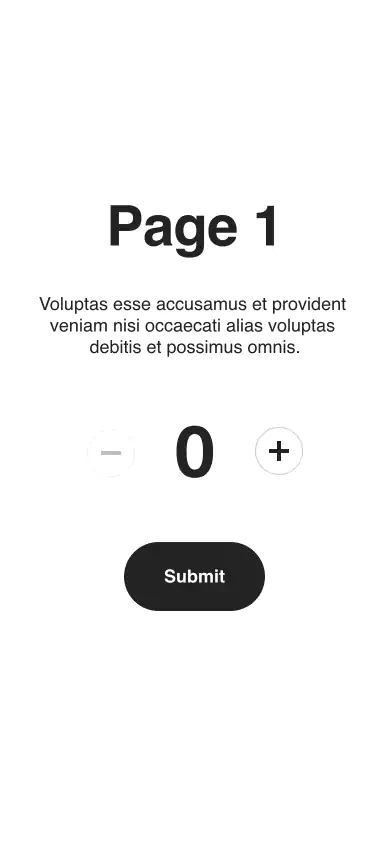 Page 1
Voluptas esse accusamus et provident
veniam nisi occaecati alias voluptas
debitis et possimus omnis.
0
Submit